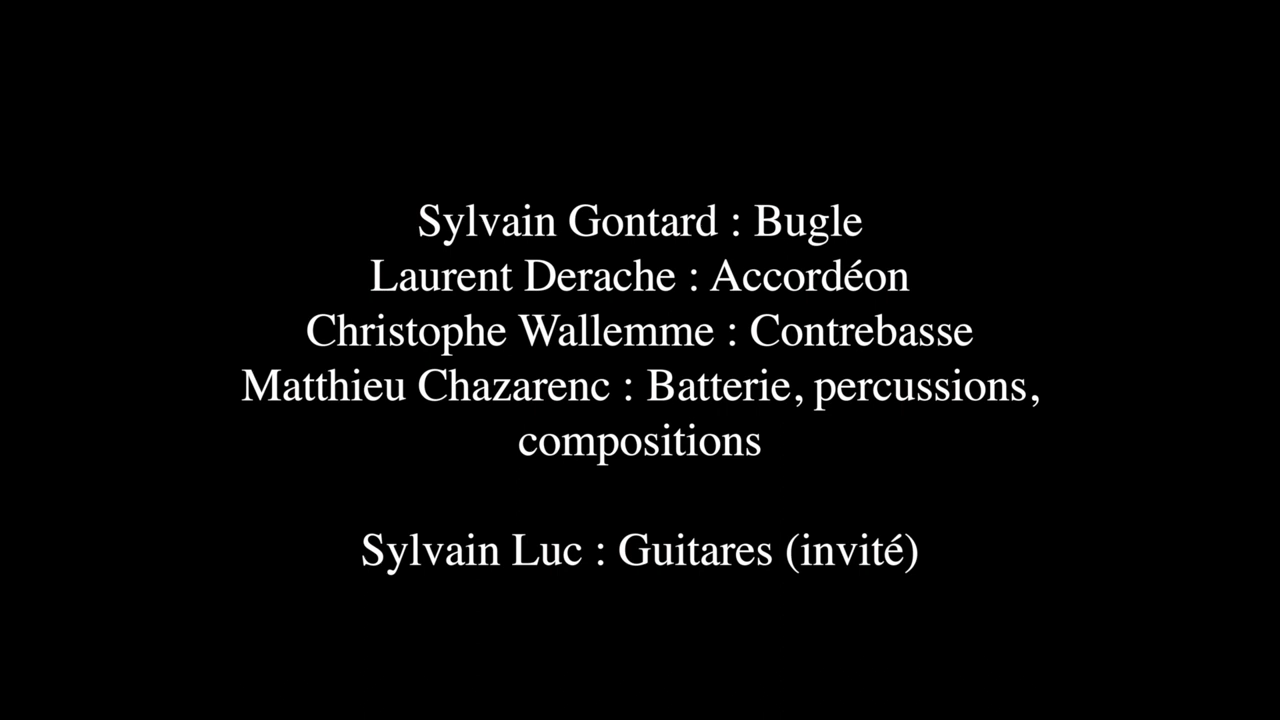 Sylvain Gontard : Bugle
Laurent Derache : Accordéon
Christophe Wallemme : Contrebasse
Matthieu Chazarenc : Batterie, percussions,
compositions
Sylvain Luc : Guitares (invité)